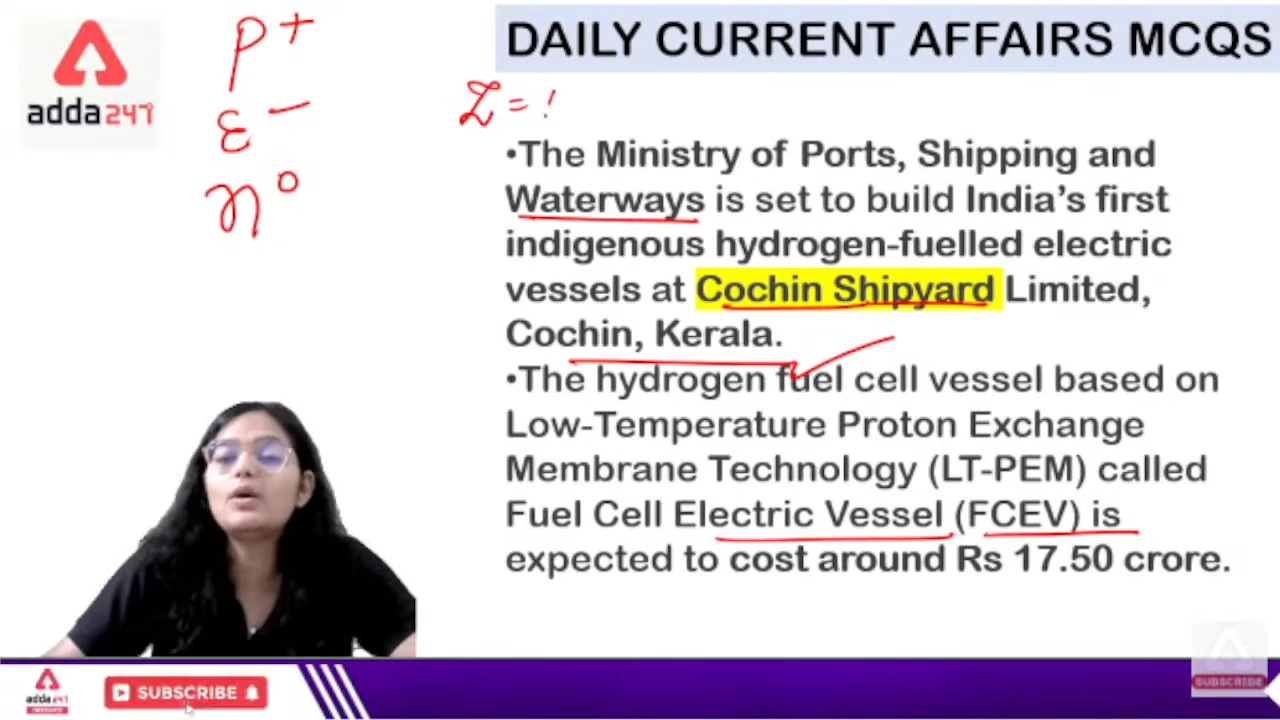 adda247
P +
e −
n 0
DAILY CURRENT AFFAIRS MCQS
Z = !
•The Ministry of Ports, Shipping and
Waterways is set to build India’s first
indigenous hydrogen-fuelled electric
vessels at Cochin Shipyard Limited,
Cochin, Kerala.
•The hydrogen fuel cell vessel based on
Low-Temperature Proton Exchange
Membrane Technology (LT-PEM) called
Fuel Cell Electric Vessel (FCEV) is
expected to cost around Rs 17.50 crore.
adda247
SUBSCRIBE
SUBSCRIBE